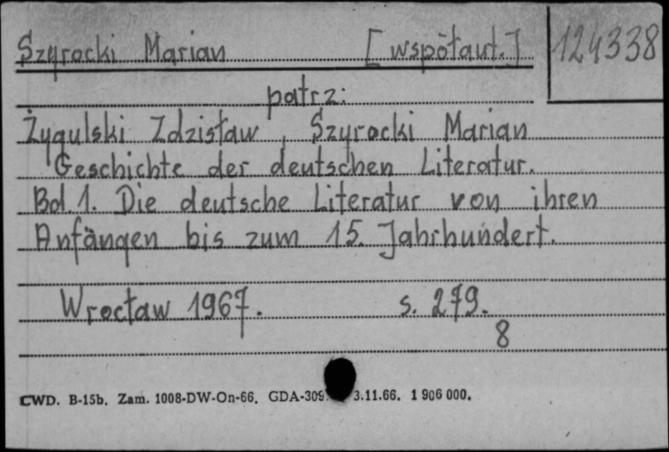 Szyrocki Marian [współaut.] 124338
patrz:
Żygulski Zdzisław, Szyrocki Marian
Geschichte der deutschen Literatur.
Bd. 1. Die deutsche Literatur von ihren
Anfängen bis zum 15. Jahrhundert.
Wrocław 1967. s. 279.
8
CWD. B-15b. Zam. 1008-DW-On-66. GDA-309 3.11.66. 1 906 000.